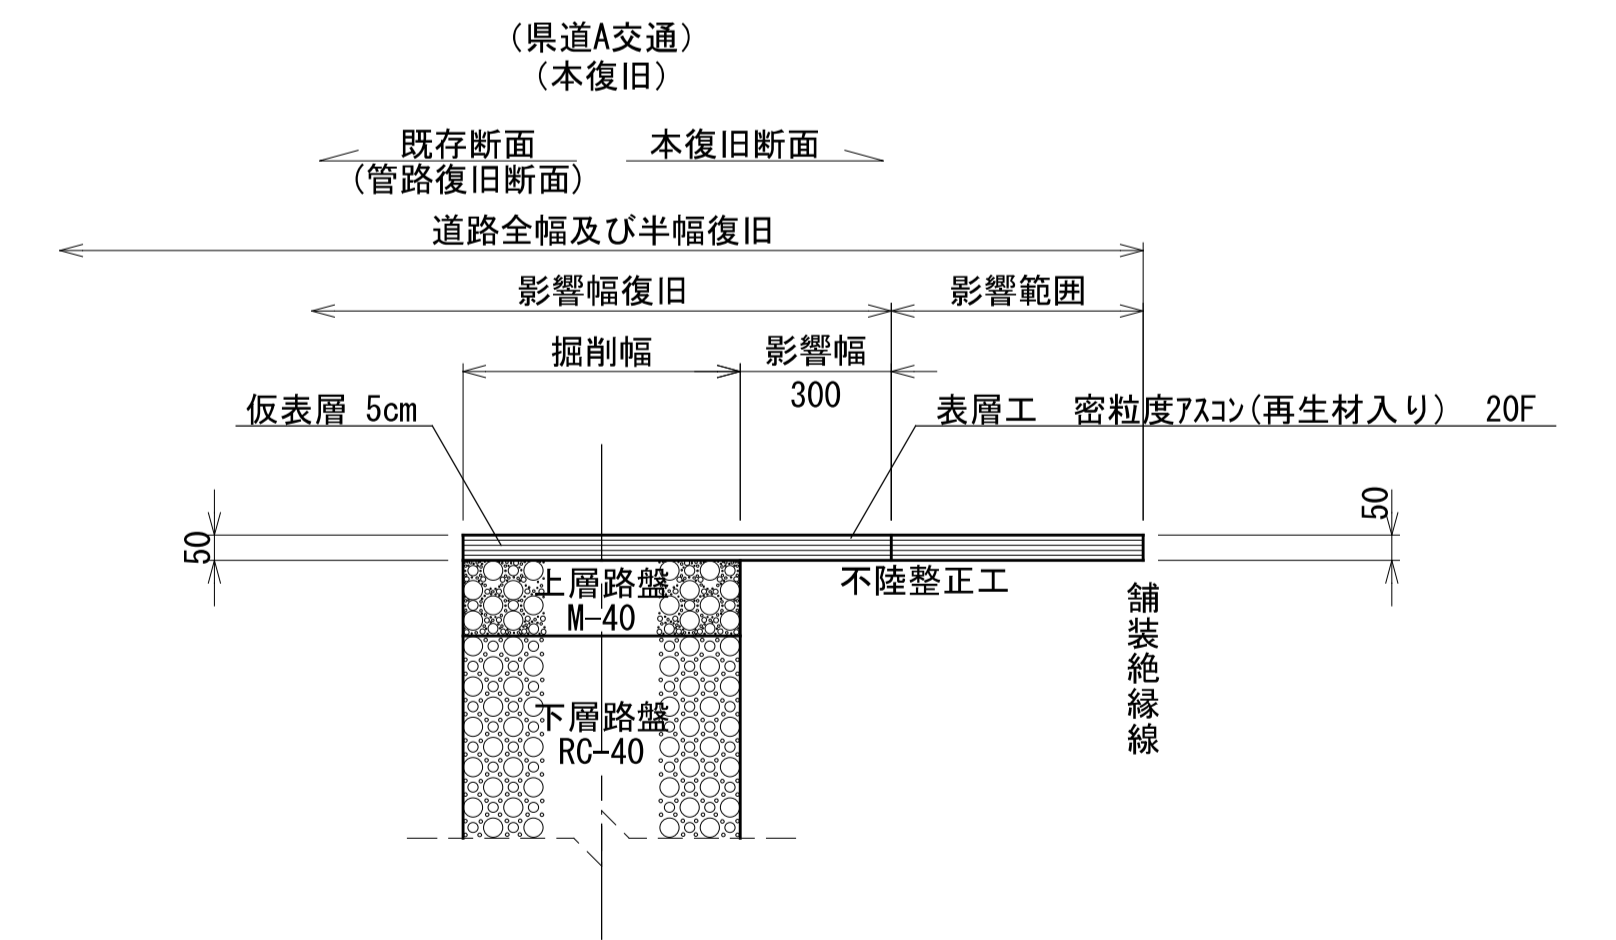 (県道A交通)
(本復旧)
既存断面
(管路復旧断面)
本復旧断面
道路全幅及び半幅復旧
影響幅復旧
影響範囲
掘削幅
影響幅
300
仮表層 5cm
表層工　密粒度ｱｽｺﾝ(再生材入り)　20F
50
50
上層路盤
M-40
不陸整正工
舗装絶縁線
下層路盤
RC-40